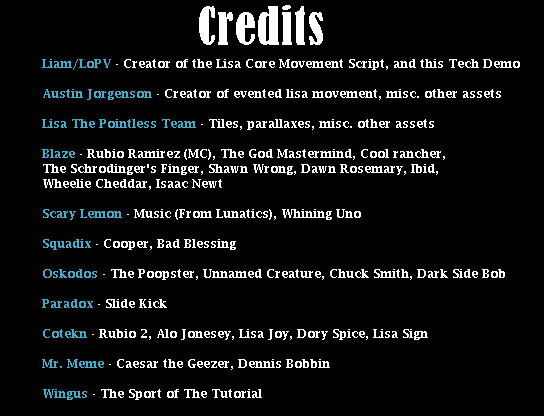 Credits
Liam/LoPV - Creator of the Lisa Core Movement Script, and this Tech Demo
Austin Jorgenson - Creator of evented lisa movement, misc. other assets
Lisa The Pointless Team - Tiles, parallaxes, misc. other assets
Blaze - Rubio Ramirez (MC), The God Mastermind, Cool rancher,
The Schrodinger's Finger, Shawn Wrong, Dawn Rosemary, Ibid,
Wheelie Cheddar, Isaac Newt
Scary Lemon - Music (From Lunatics), Whining Uno
Squadix - Cooper, Bad Blessing
Oskodos - The Poopster, Unnamed Creature, Chuck Smith, Dark Side Bob
Paradox - Slide Kick
Cotekn - Rubio 2, Alo Jonesey, Lisa Joy, Dory Spice, Lisa Sign
Mr. Meme - Caesar the Geezer, Dennis Bobbin
Wingus - The Sport of The Tutorial